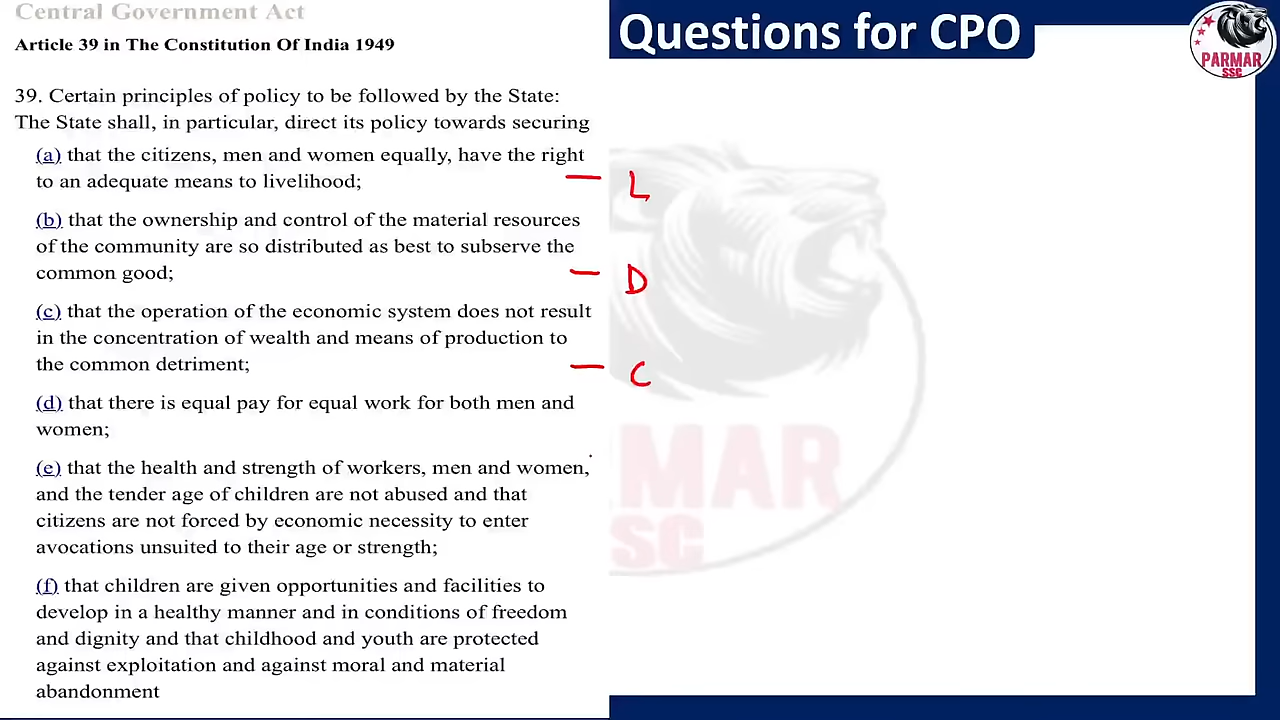 Central Government Act
Article 39 in The Constitution Of India 1949
39. Certain principles of policy to be followed by the State:
The State shall, in particular, direct its policy towards securing
(a) that the citizens, men and women equally, have the right
to an adequate means to livelihood;
(b) that the ownership and control of the material resources
of the community are so distributed as best to subserve the
common good;
(c) that the operation of the economic system does not result
in the concentration of wealth and means of production to
the common detriment;
(d) that there is equal pay for equal work for both men and
women;
(e) that the health and strength of workers, men and women,
and the tender age of children are not abused and that
citizens are not forced by economic necessity to enter
avocations unsuited to their age or strength;
(f) that children are given opportunities and facilities to
develop in a healthy manner and in conditions of freedom
and dignity and that childhood and youth are protected
against exploitation and against moral and material
abandonment
Questions for CPO
PARMAR
SSC
— L
— D
— C
MAR
SSC